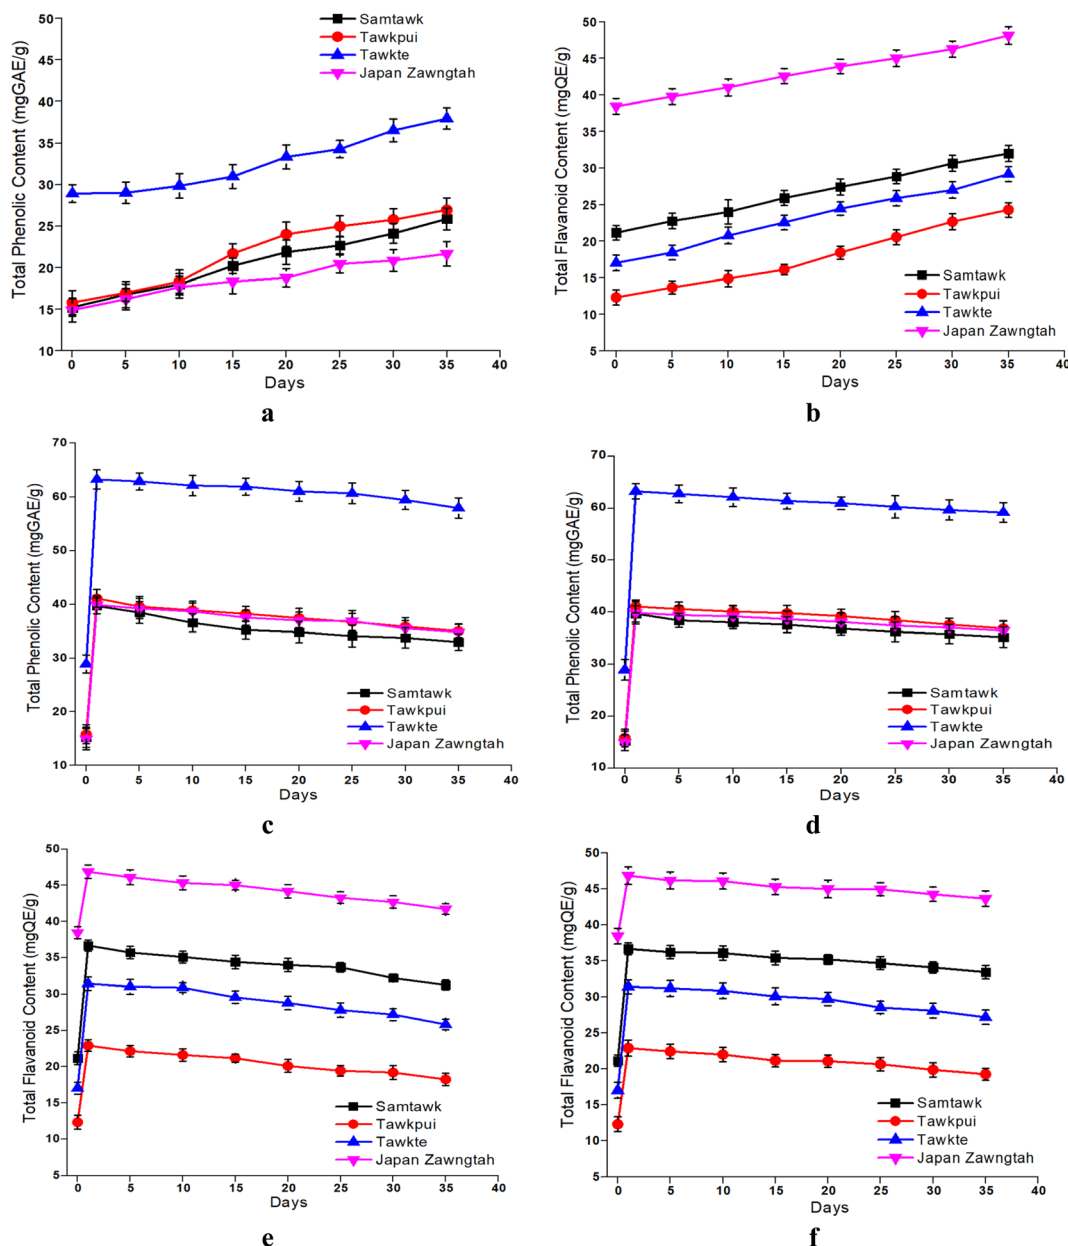 Samtawk
Tawkpui
Tawkte
Japan Zawngtah
Total Phenolic Content (mgGAE/g)
50
45
40
35
30
25
20
15
10
0 5 10 15 20 25 30 35 40
Days
a
Total Flavanoid Content (mgQE/g)
50
45
40
35
30
25
20
15
10
5
Samtawk
Tawkpui
Tawkte
Japan Zawngtah
0 5 10 15 20 25 30 35 40
Days
b
Total Phenolic Content (mgGAE/g)
70
60
50
40
30
20
10
Samtawk
Tawkpui
Tawkte
Japan Zawngtah
0 5 10 15 20 25 30 35 40
Days
c
Total Phenolic Content (mgGAE/g)
70
60
50
40
30
20
10
Samtawk
Tawkpui
Tawkte
Japan Zawngtah
0 5 10 15 20 25 30 35 40
Days
d
Total Flavanoid Content (mgQE/g)
50
45
40
35
30
25
20
15
10
5
Samtawk
Tawkpui
Tawkte
Japan Zawngtah
0 5 10 15 20 25 30 35 40
Days
e
Total Flavanoid Content (mgQE/g)
50
45
40
35
30
25
20
15
10
5
Samtawk
Tawkpui
Tawkte
Japan Zawngtah
0 5 10 15 20 25 30 35 40
Days
f